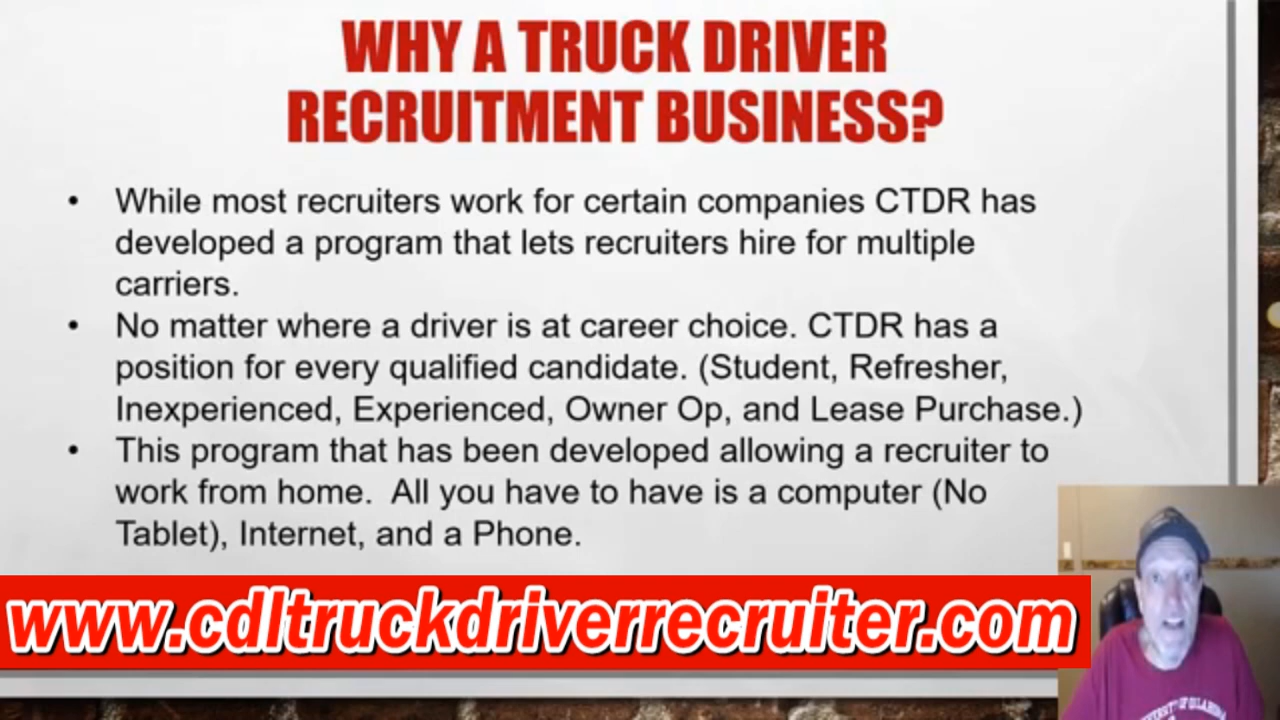 WHY A TRUCK DRIVER
RECRUITMENT BUSINESS?
• While most recruiters work for certain companies CTDR has
developed a program that lets recruiters hire for multiple
carriers.
• No matter where a driver is at career choice. CTDR has a
position for every qualified candidate. (Student, Refresher,
Inexperienced, Experienced, Owner Op, and Lease Purchase.)
• This program that has been developed allowing a recruiter to
work from home.  All you have to have is a computer (No
Tablet), Internet, and a Phone.
www.cdltruckdriverrecruiter.com